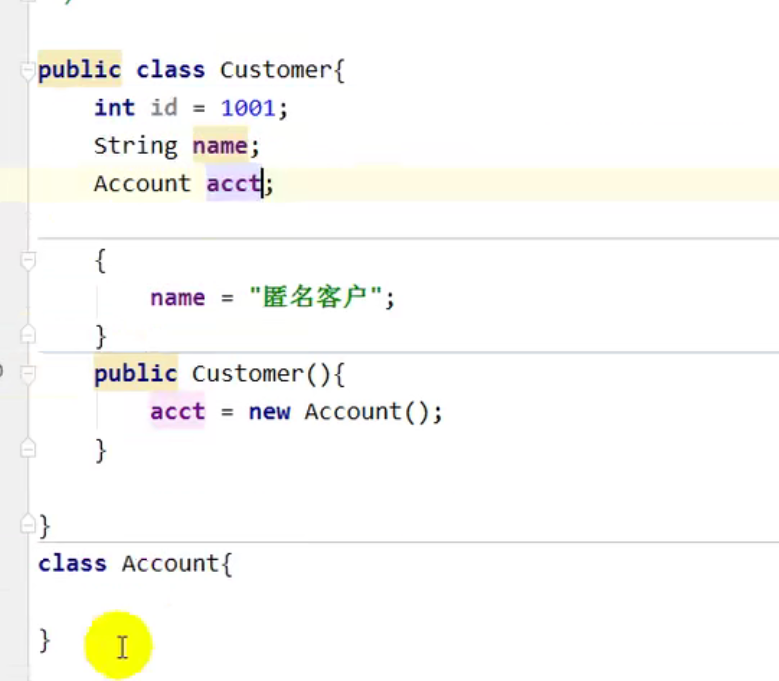 public class Customer{
int id = 1001;
String name;
Account acct;
{
name = "匿名客户";
}
public Customer(){
acct = new Account();
}
}
class Account{
}